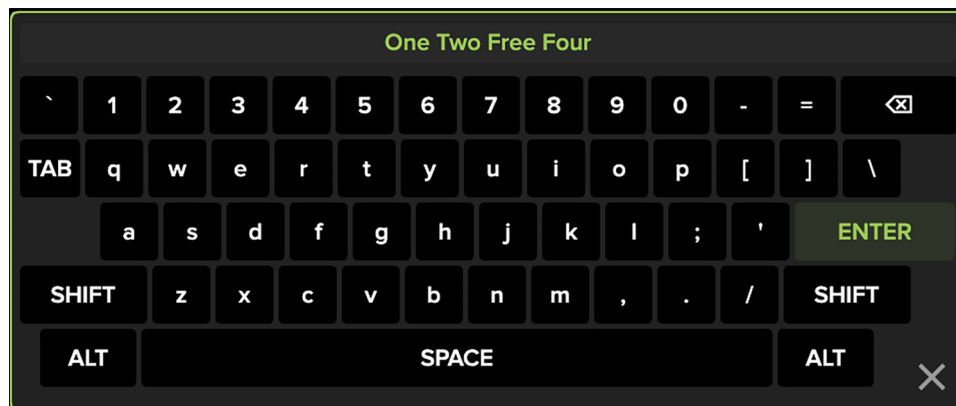 One Two Free Four
` 1 2 3 4 5 6 7 8 9 0 - =
TAB q w e r t y u i o p [ ] \
a s d f g h j k l ; ' ENTER
SHIFT z x c v b n m , . / SHIFT
ALT SPACE ALT